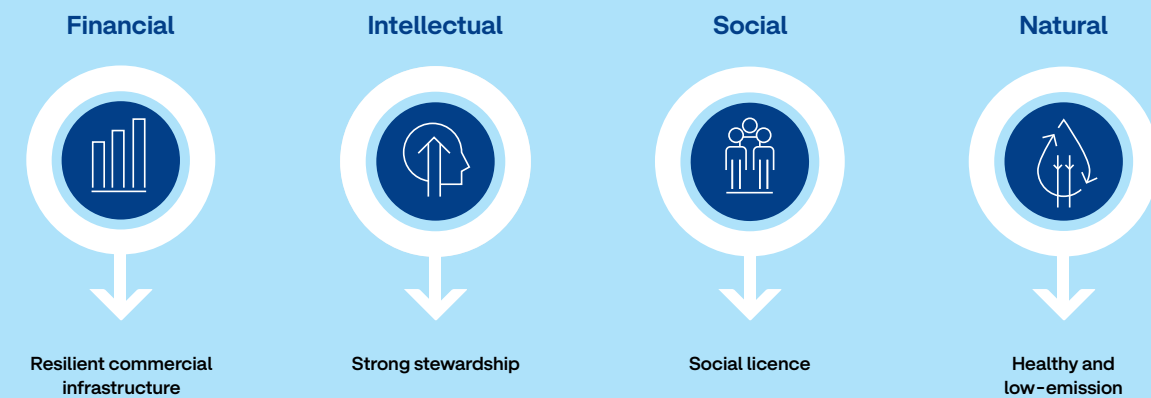 Financial
Intellectual
Social
Natural
Resilient commercial
infrastructure
Strong stewardship
Social licence
Healthy and
low-emission